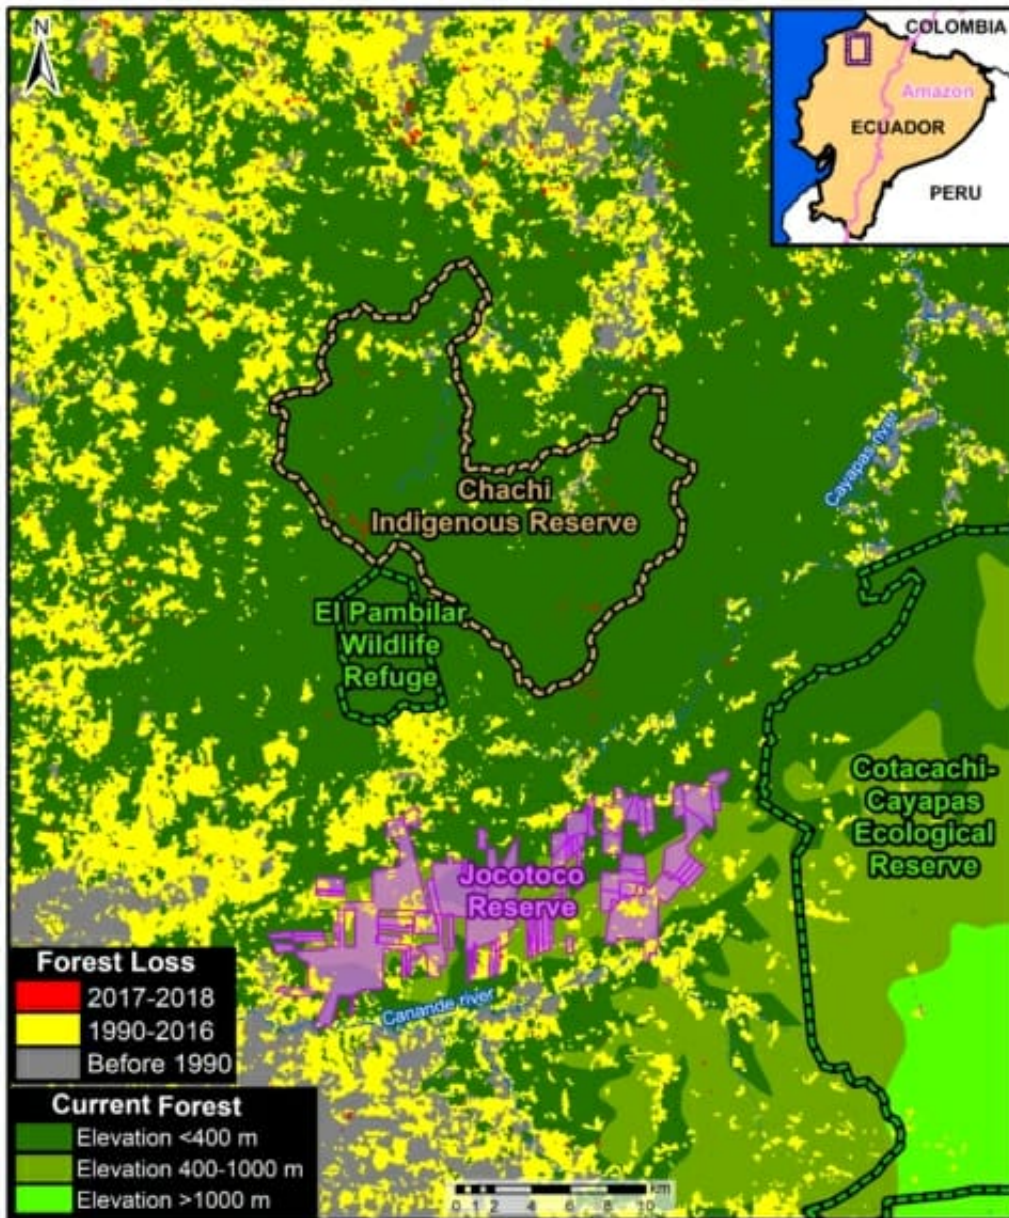 N
COLOMBIA
Amazon
ECUADOR
PERU
Cayapas river
Chachi
Indigenous Reserve
El Pambilar
Wildlife
Refuge
Cotacachi-
Cayapas
Ecological
Reserve
Jocotoco
Reserve
Canande river
Forest Loss
2017-2018
1990-2016
Before 1990
Current Forest
Elevation <400 m
Elevation 400-1000 m
Elevation >1000 m
km
0 1 2 4 6 8 10